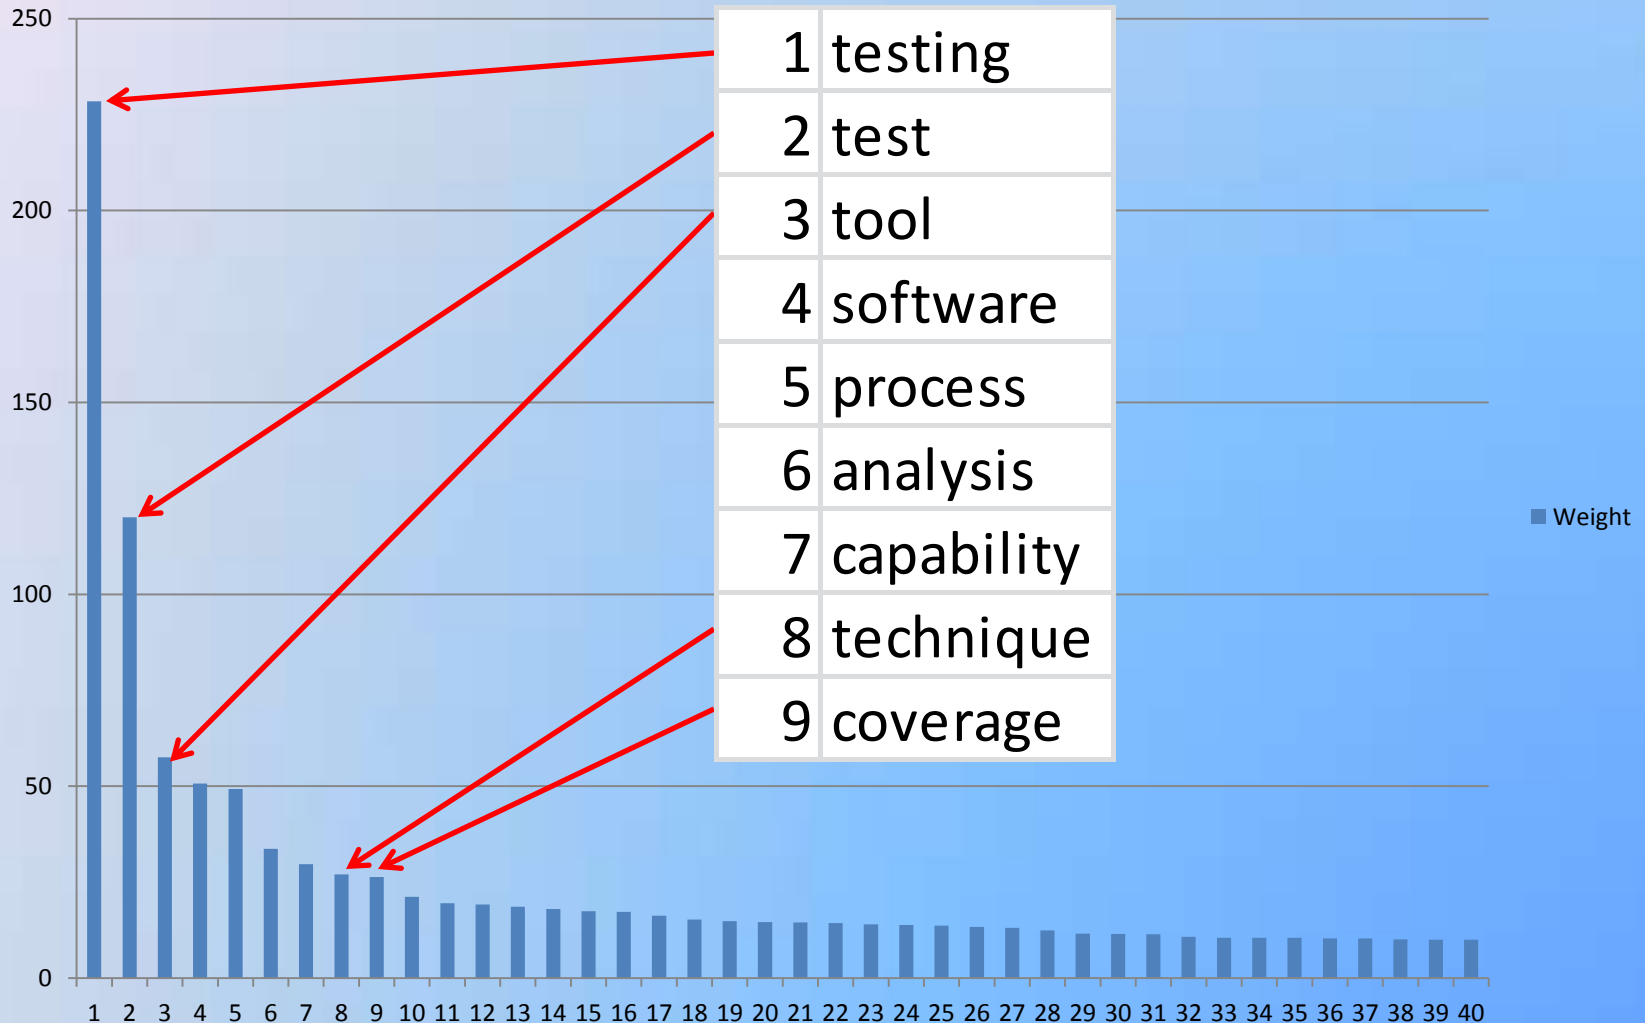 250
200
150
100
50
0
1 testing
2 test
3 tool
4 software
5 process
6 analysis
7 capability
8 technique
9 coverage
Weight
1 2 3 4 5 6 7 8 9 10 11 12 13 14 15 16 17 18 19 20 21 22 23 24 25 26 27 28 29 30 31 32 33 34 35 36 37 38 39 40